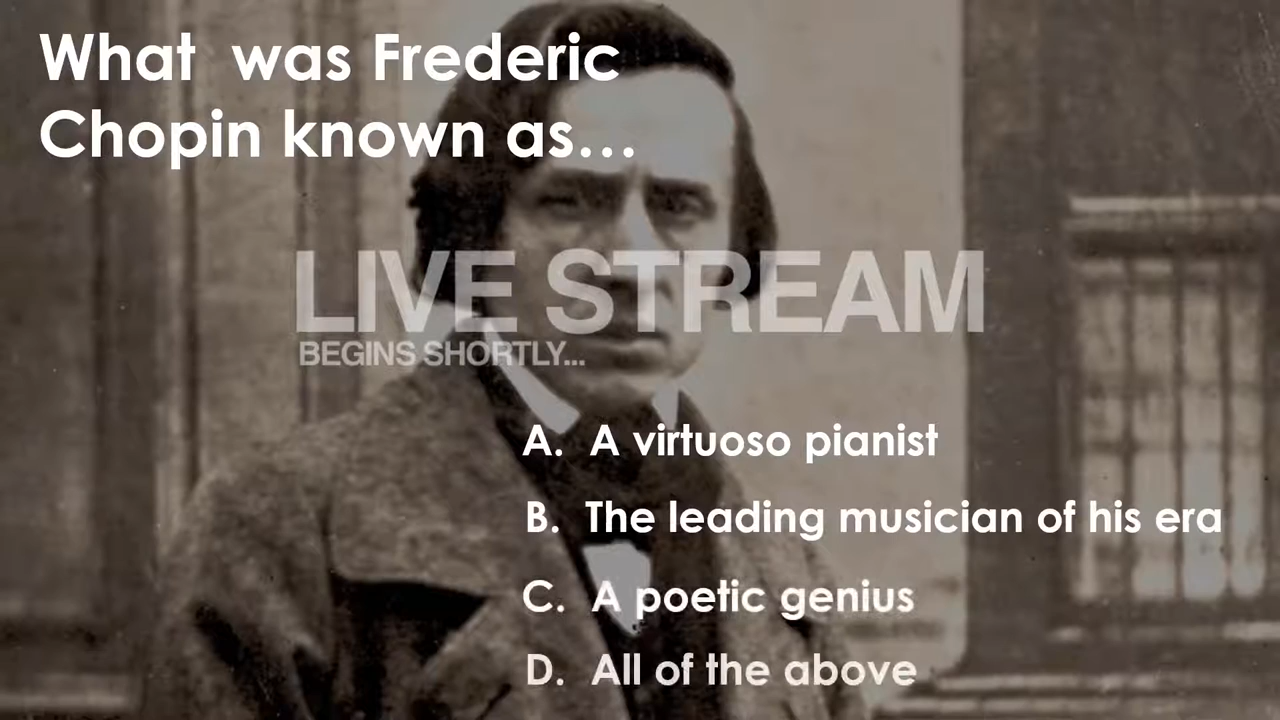 What was Frederic
Chopin known as...
LIVE STREAM
BEGINS SHORTLY...
A. A virtuoso pianist
B. The leading musician of his era
C. A poetic genius
D. All of the above